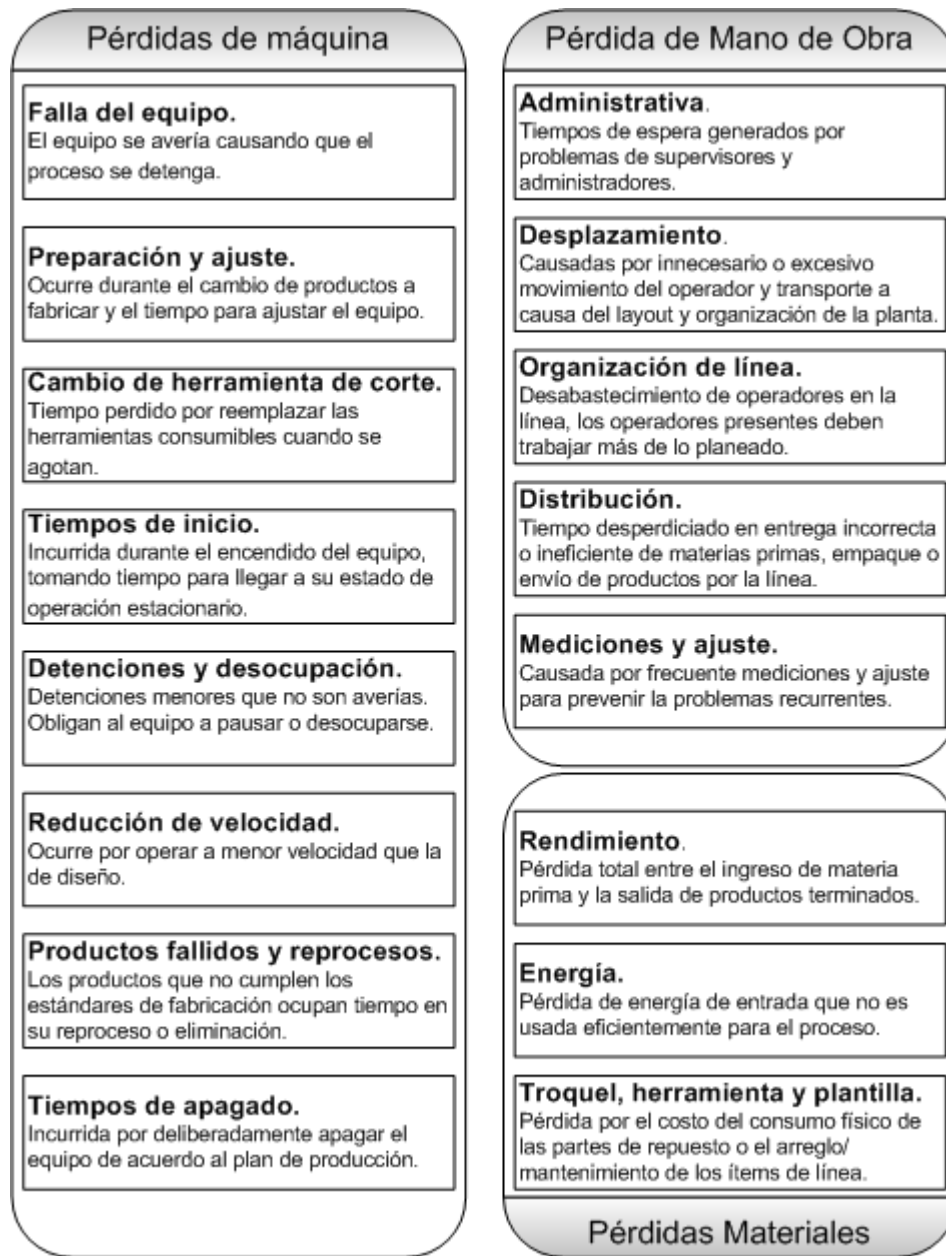 Pérdidas de máquina
Falla del equipo.
El equipo se avería causando que el
proceso se detenga.
Preparación y ajuste.
Ocurre durante el cambio de productos a
fabricar y el tiempo para ajustar el equipo.
Cambio de herramienta de corte.
Tiempo perdido por reemplazar las
herramientas consumibles cuando se
agotan.
Tiempos de inicio.
Incurrida durante el encendido del equipo,
tomando tiempo para llegar a su estado de
operación estacionario.
Detenciones y desocupación.
Detenciones menores que no son averías.
Obligan al equipo a pausar o desocuparse.
Reducción de velocidad.
Ocurre por operar a menor velocidad que la
de diseño.
Productos fallidos y reprocesos.
Los productos que no cumplen los
estándares de fabricación ocupan tiempo en
su reproceso o eliminación.
Tiempos de apagado.
Incurrida por deliberadamente apagar el
equipo de acuerdo al plan de producción.
Pérdida de Mano de Obra
Administrativa.
Tiempos de espera generados por
problemas de supervisores y
administradores.
Desplazamiento.
Causadas por innecesario o excesivo
movimiento del operador y transporte a
causa del layout y organización de la planta.
Organización de línea.
Desabastecimiento de operadores en la
línea, los operadores presentes deben
trabajar más de lo planeado.
Distribución.
Tiempo desperdiciado en entrega incorrecta
o ineficiente de materias primas, empaque o
envío de productos por la línea.
Mediciones y ajuste.
Causada por frecuente mediciones y ajuste
para prevenir la problemas recurrentes.
Rendimiento.
Pérdida total entre el ingreso de materia
prima y la salida de productos terminados.
Energía.
Pérdida de energía de entrada que no es
usada eficientemente para el proceso.
Troquel, herramienta y plantilla.
Pérdida por el costo del consumo físico de
las partes de repuesto o el arreglo/
mantenimiento de los ítems de línea.
Pérdidas Materiales